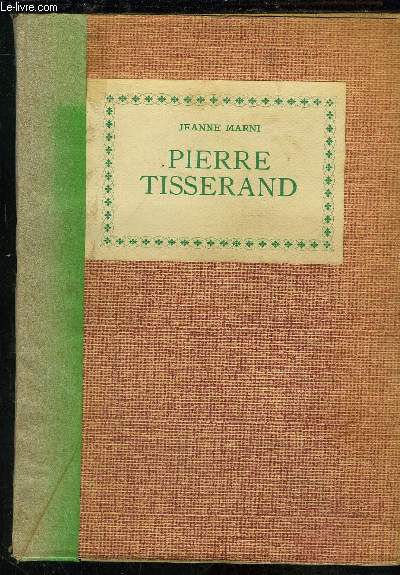 Le-livre.com
JEANNE MARNI
PIERRE
TISSERAND